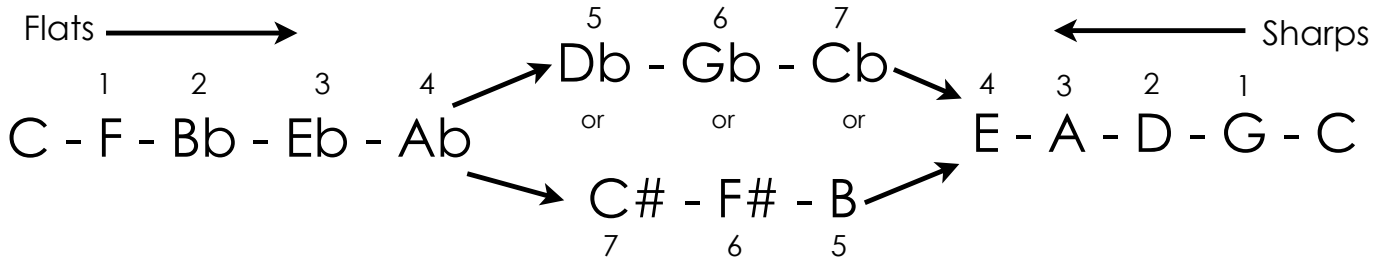 Flats 5 6 7 Sharps
Db - Gb - Cb
1 2 3 4 4 3 2 1
or or or
C - F - Bb - Eb - Ab E - A - D - G - C
C# - F# - B
7 6 5